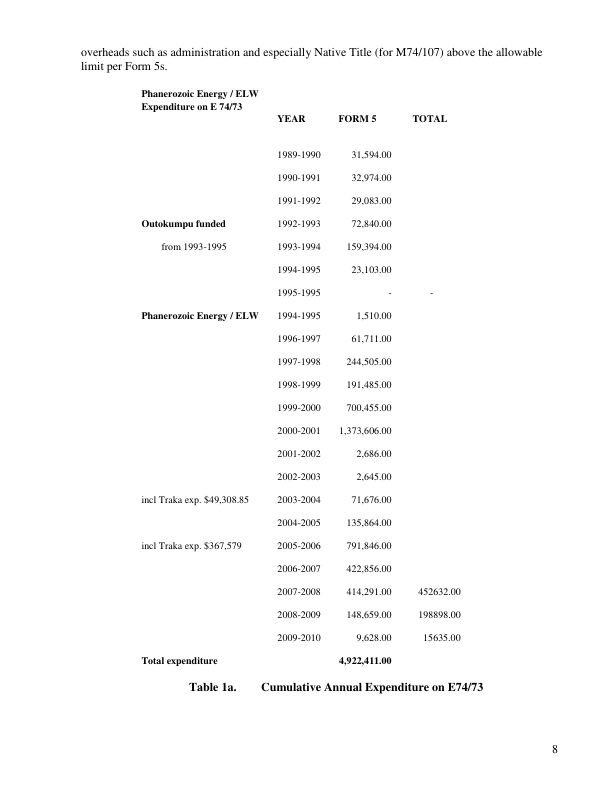 overheads such as administration and especially Native Title (for M74/107) above the allowable
limit per Form 5s.
Phanerozoic Energy / ELW
Expenditure on E 74/73
YEAR FORM 5 TOTAL
1989-1990 31,594.00
1990-1991 32,974.00
1991-1992 29,083.00
Outokumpu funded 1992-1993 72,840.00
from 1993-1995 1993-1994 159,394.00
1994-1995 23,103.00
1995-1995 - -
Phanerozoic Energy / ELW 1994-1995 1,510.00
1996-1997 61,711.00
1997-1998 244,505.00
1998-1999 191,485.00
1999-2000 700,455.00
2000-2001 1,373,606.00
2001-2002 2,686.00
2002-2003 2,645.00
incl Traka exp. $49,308.85 2003-2004 71,676.00
2004-2005 135,864.00
incl Traka exp. $367,579 2005-2006 791,846.00
2006-2007 422,856.00
2007-2008 414,291.00 452632.00
2008-2009 148,659.00 198898.00
2009-2010 9,628.00 15635.00
Total expenditure 4,922,411.00
Table 1a. Cumulative Annual Expenditure on E74/73
8